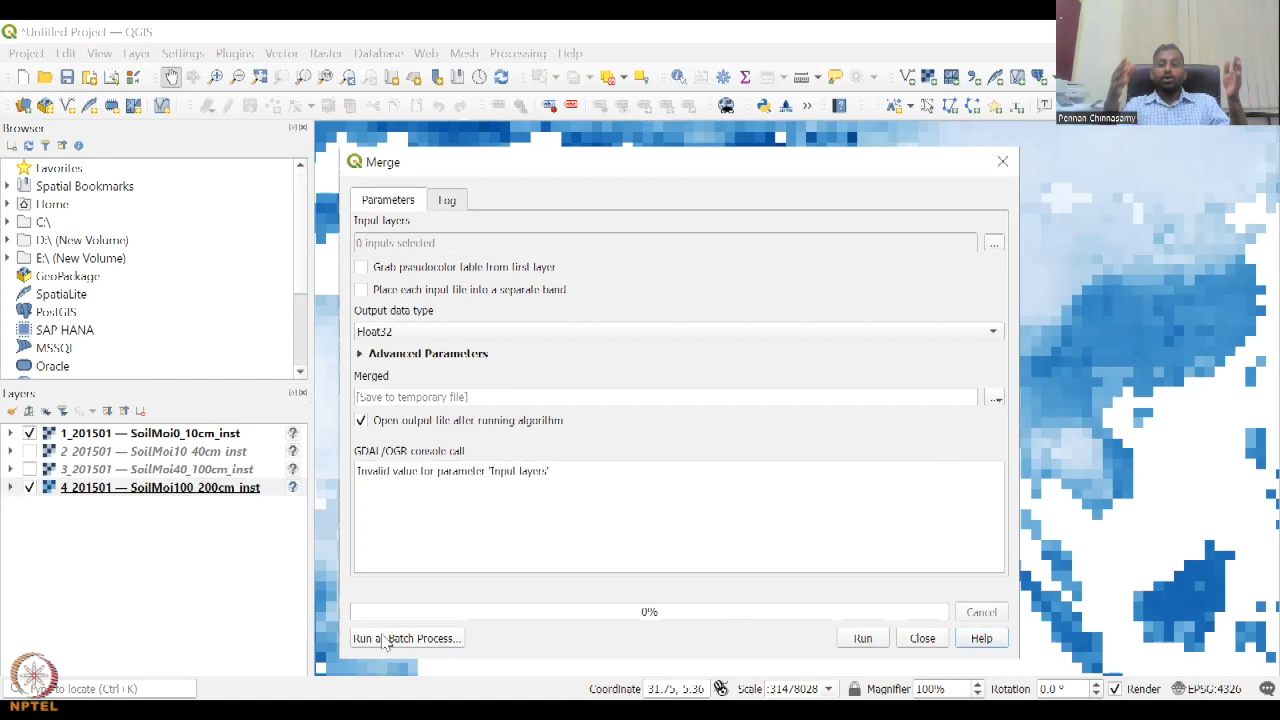 *Untitled Project — QGIS
Project Edit View Layer Settings Plugins Vector Raster Database Web Mesh Processing Help
Pennan Chinnasamy
Browser
Favorites
Spatial Bookmarks
Home
C:\
D:\ (New Volume)
E:\ (New Volume)
GeoPackage
SpatiaLite
PostGIS
SAP HANA
MSSQL
Oracle
Layers
1_201501 — SoilMoi0_10cm_inst
2_201501 — SoilMoi10_40cm_inst
3_201501 — SoilMoi40_100cm_inst
4_201501 — SoilMoi100_200cm_inst
Merge
Parameters Log
Input layers
0 inputs selected
...
Grab pseudocolor table from first layer
Place each input file into a separate band
Output data type
Float32
Advanced Parameters
Merged
[Save to temporary file]
Open output file after running algorithm
GDAL/OGR console call
Invalid value for parameter 'Input layers'
0% Cancel
Run as Batch Process... Run Close Help
Type to locate (Ctrl+K) Coordinate 31.75, 5.36 Scale :31478028 Magnifier 100% Rotation 0.0 ° Render EPSG:4326
NPTEL